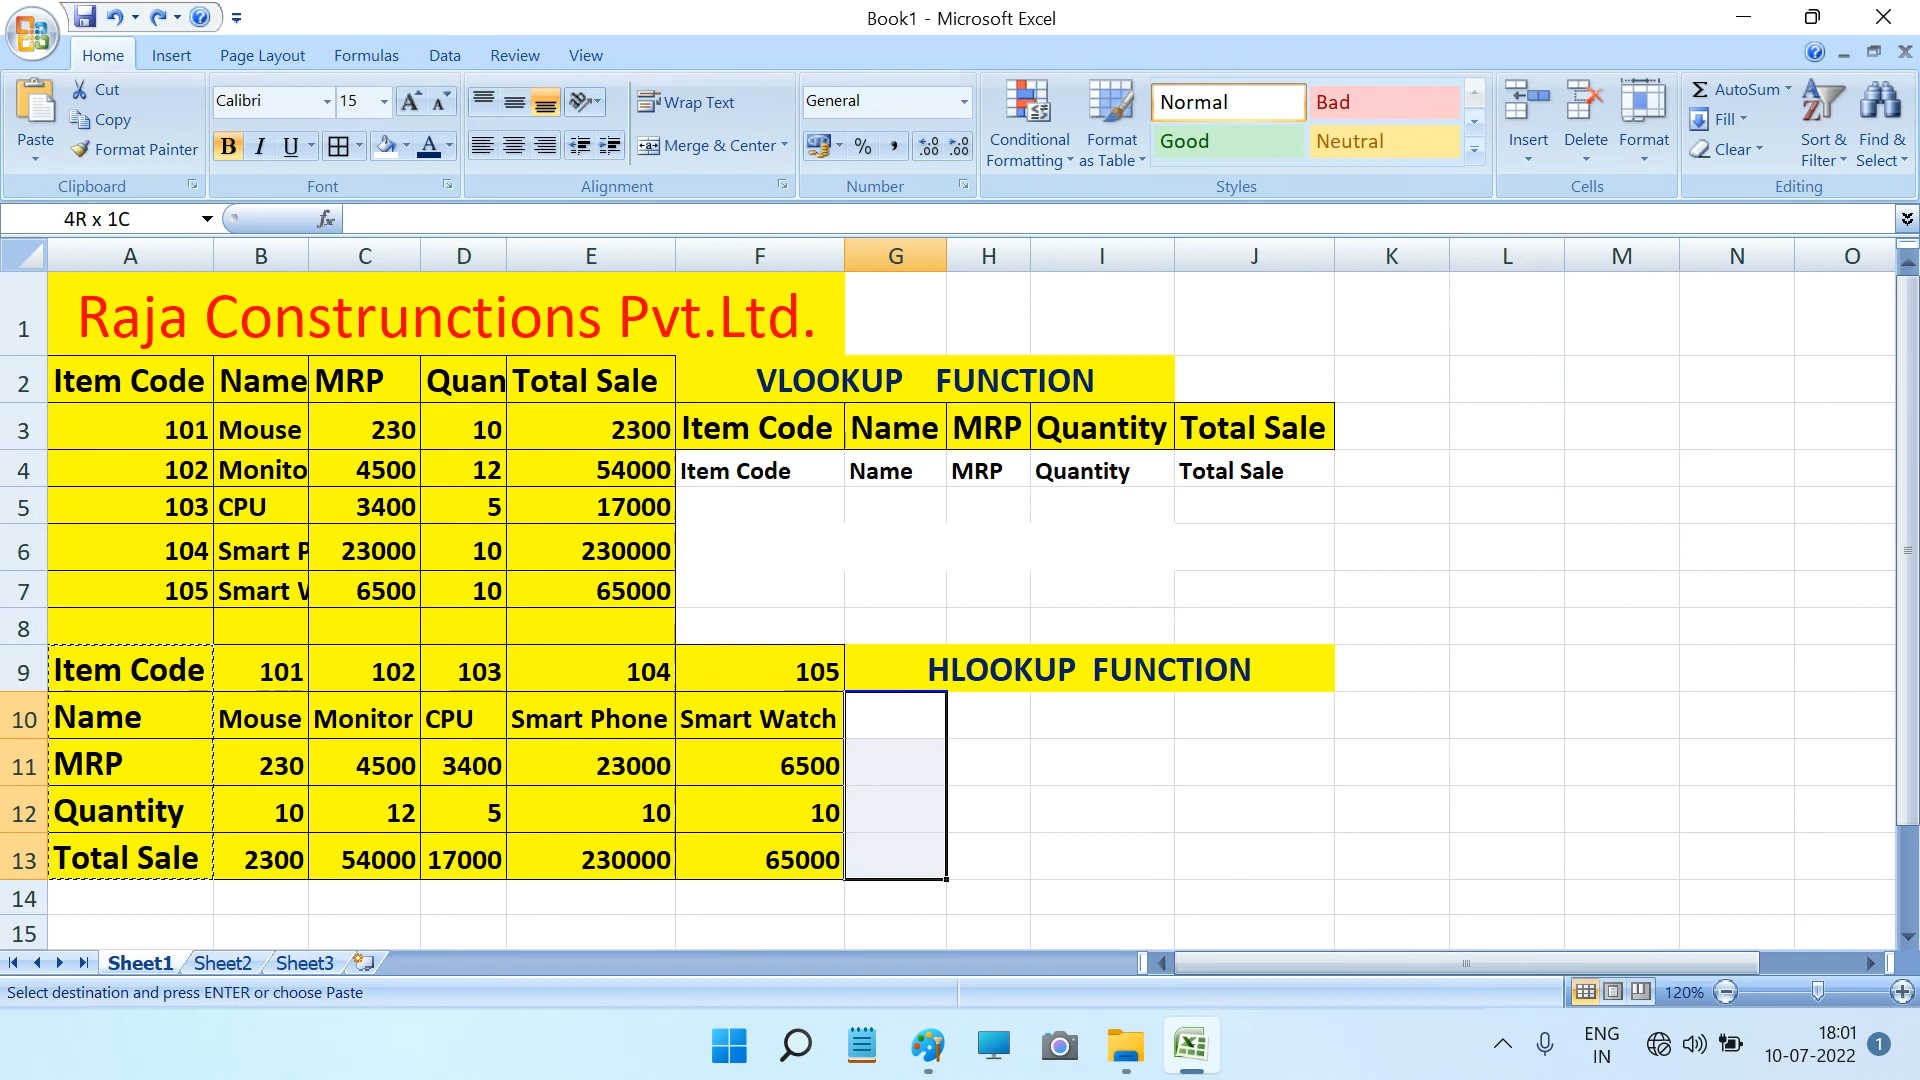 Book1 - Microsoft Excel
Home Insert Page Layout Formulas Data Review View
Paste
Cut
Copy
Format Painter
Clipboard
Calibri 15
B I U
Font
Wrap Text
Merge & Center
Alignment
General
%
Number
Conditional Formatting
Format as Table
Normal Bad
Good Neutral
Styles
Insert Delete Format
Cells
AutoSum
Fill
Clear
Sort & Filter
Find & Select
Editing
4R x 1C fx
A B C D E F G H I J K L M N O
1 Raja Construnctions Pvt.Ltd.
2 Item Code Name MRP Quan Total Sale VLOOKUP FUNCTION
3 101 Mouse 230 10 2300 Item Code Name MRP Quantity Total Sale
4 102 Monito 4500 12 54000 Item Code Name MRP Quantity Total Sale
5 103 CPU 3400 5 17000
6 104 Smart P 23000 10 230000
7 105 Smart W 6500 10 65000
8
9 Item Code 101 102 103 104 105 HLOOKUP FUNCTION
10 Name Mouse Monitor CPU Smart Phone Smart Watch
11 MRP 230 4500 3400 23000 6500
12 Quantity 10 12 5 10 10
13 Total Sale 2300 54000 17000 230000 65000
14
15
Sheet1 Sheet2 Sheet3
Select destination and press ENTER or choose Paste 120%
ENG IN
18:01
10-07-2022
1